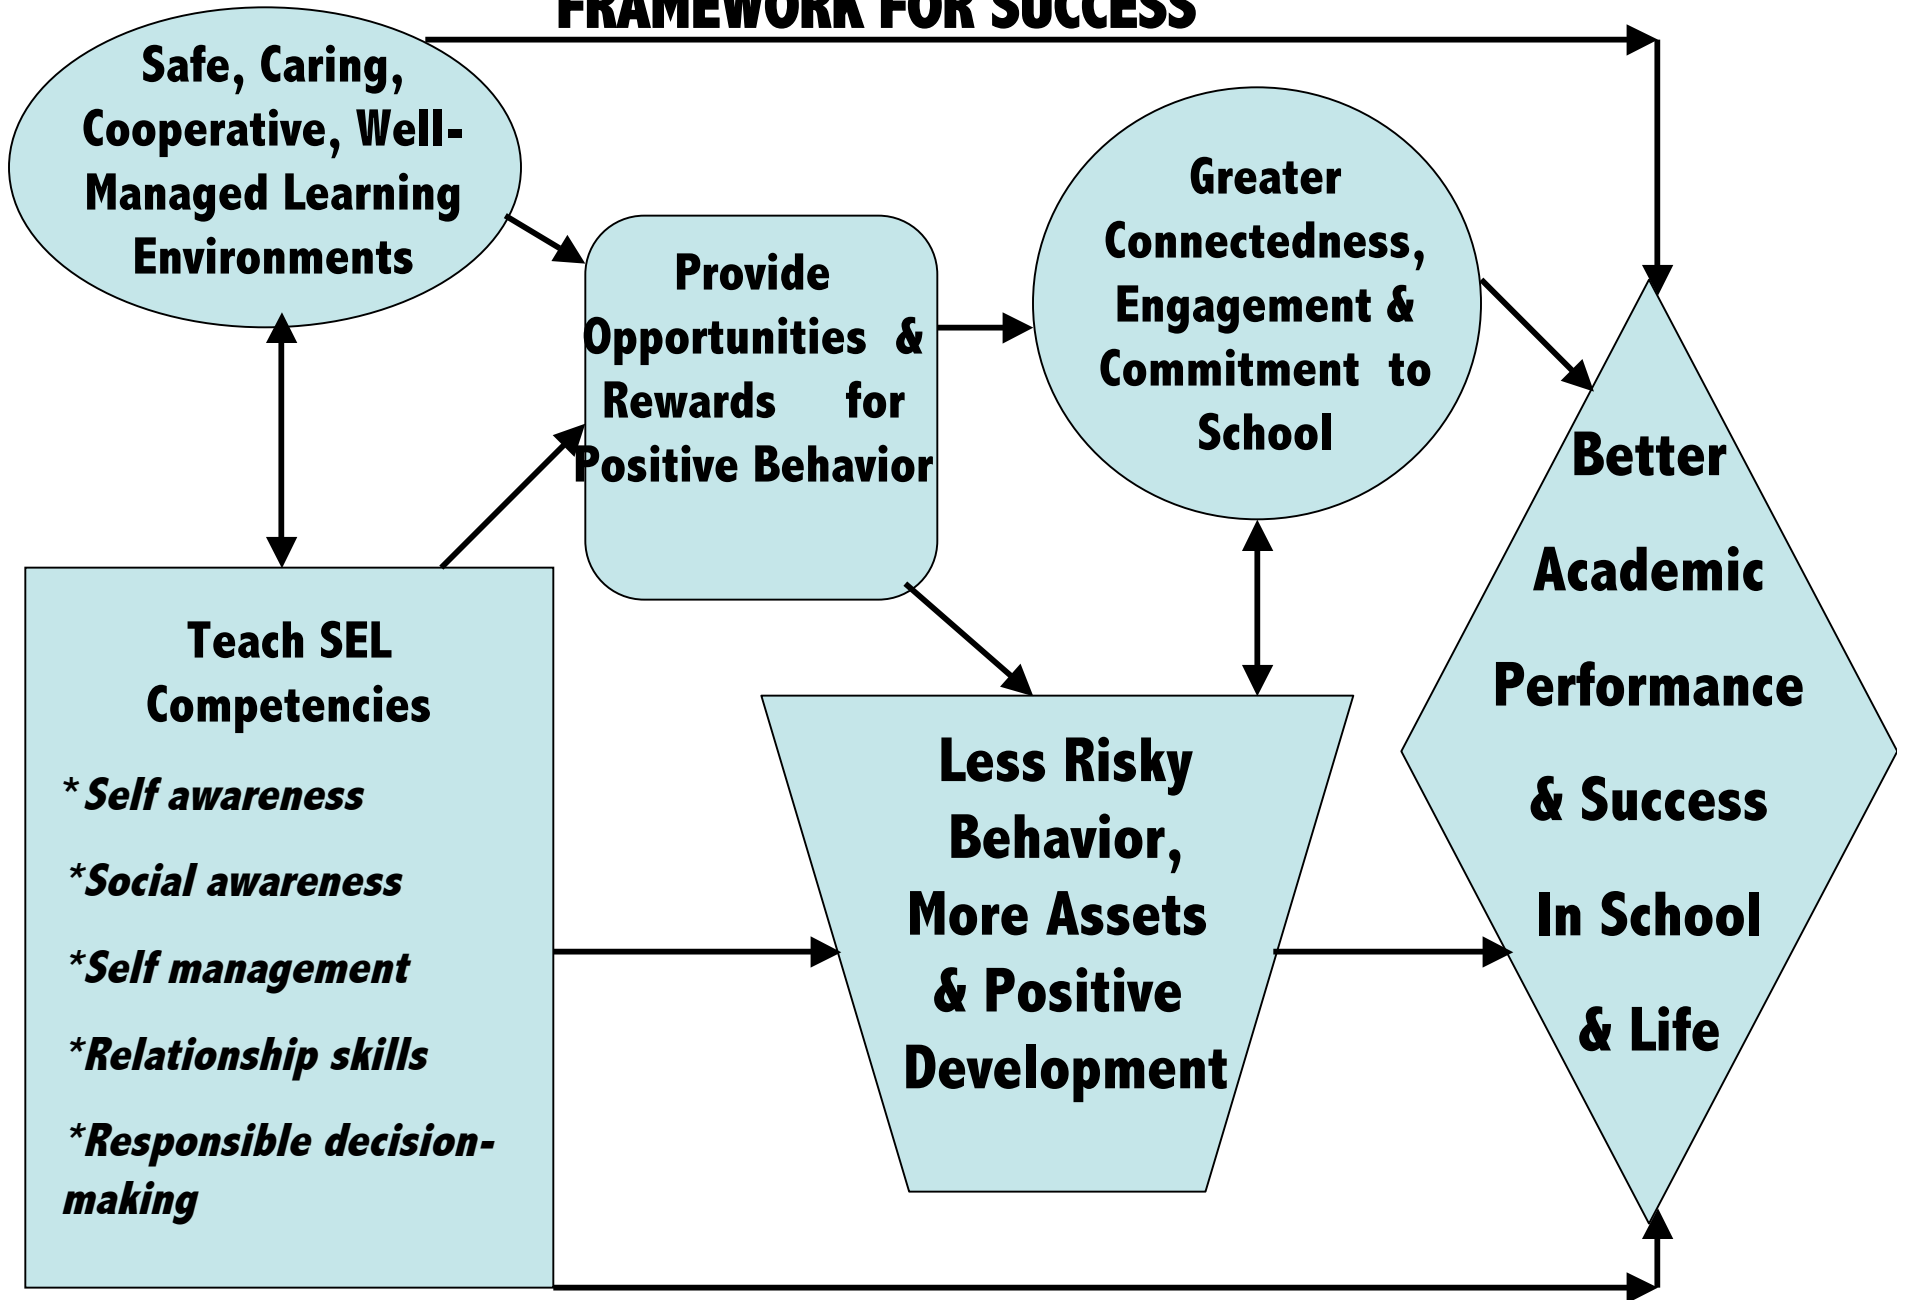 FRAMEWORK FOR SUCCESS
Safe, Caring,
Cooperative, Well-
Managed Learning
Environments
Provide
Opportunities &
Rewards for
Positive Behavior
Greater
Connectedness,
Engagement &
Commitment to
School
Teach SEL
Competencies
*Self awareness
*Social awareness
*Self management
*Relationship skills
*Responsible decision-
making
Less Risky
Behavior,
More Assets
& Positive
Development
Better
Academic
Performance
& Success
In School
& Life